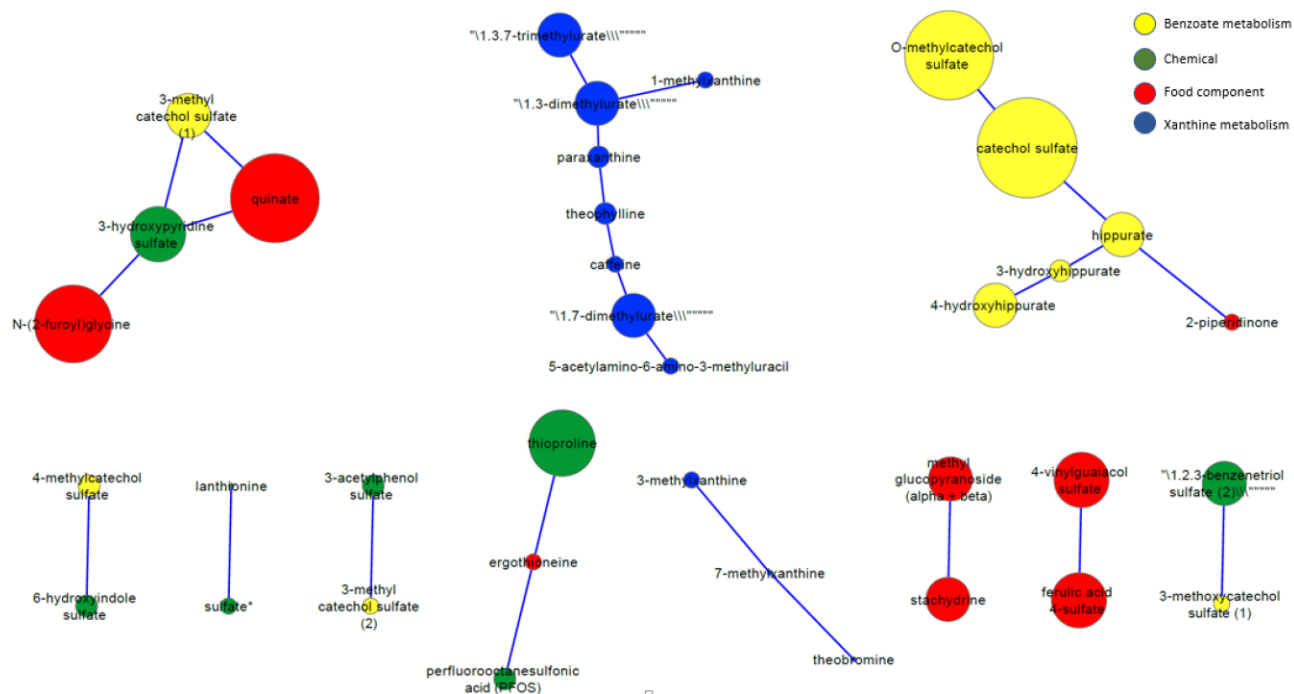 "\1.3.7-trimethylurate\\\"""""
O-methylcatechol
sulfate
Benzoate metabolism
Chemical
Food component
Xanthine metabolism
3-methyl
catechol sulfate
(1)
quinate
3-hydroxypyridine
sulfate
N-(2-furoyl)glycine
1-methylxanthine
"\1.3-dimethylurate\\\"""""
paraxanthine
theophylline
caffeine
"\1.7-dimethylurate\\\"""""
5-acetylamino-6-amino-3-methyluracil
catechol sulfate
hippurate
3-hydroxyhippurate
4-hydroxyhippurate
2-piperidinone
4-methylcatechol
sulfate
6-hydroxyindole
sulfate
lanthionine
sulfate*
3-acetylphenol
sulfate
3-methyl
catechol sulfate
(2)
thioproline
ergothioneine
perfluorooctanesulfonic
acid (PFOS)
3-methylxanthine
7-methylxanthine
theobromine
methyl
glucopyranoside
(alpha + beta)
stachydrine
4-vinylguaiacol
sulfate
ferulic acid
4-sulfate
"\1.2.3-benzenetriol
sulfate (2)\\\"""""
3-methoxycatechol
sulfate (1)